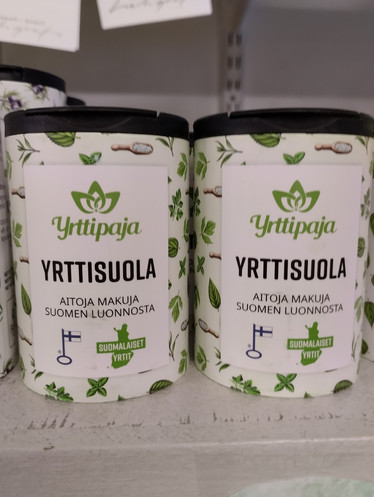 Yrttipaja
YRTTISUOLA
AITOJA MAKUJA
SUOMEN LUONNOSTA
SUOMALAISET
YRTIT
Yrttipaja
YRTTISUOLA
AITOJA MAKUJA
SUOMEN LUONNOSTA
SUOMALAISET
YRTIT